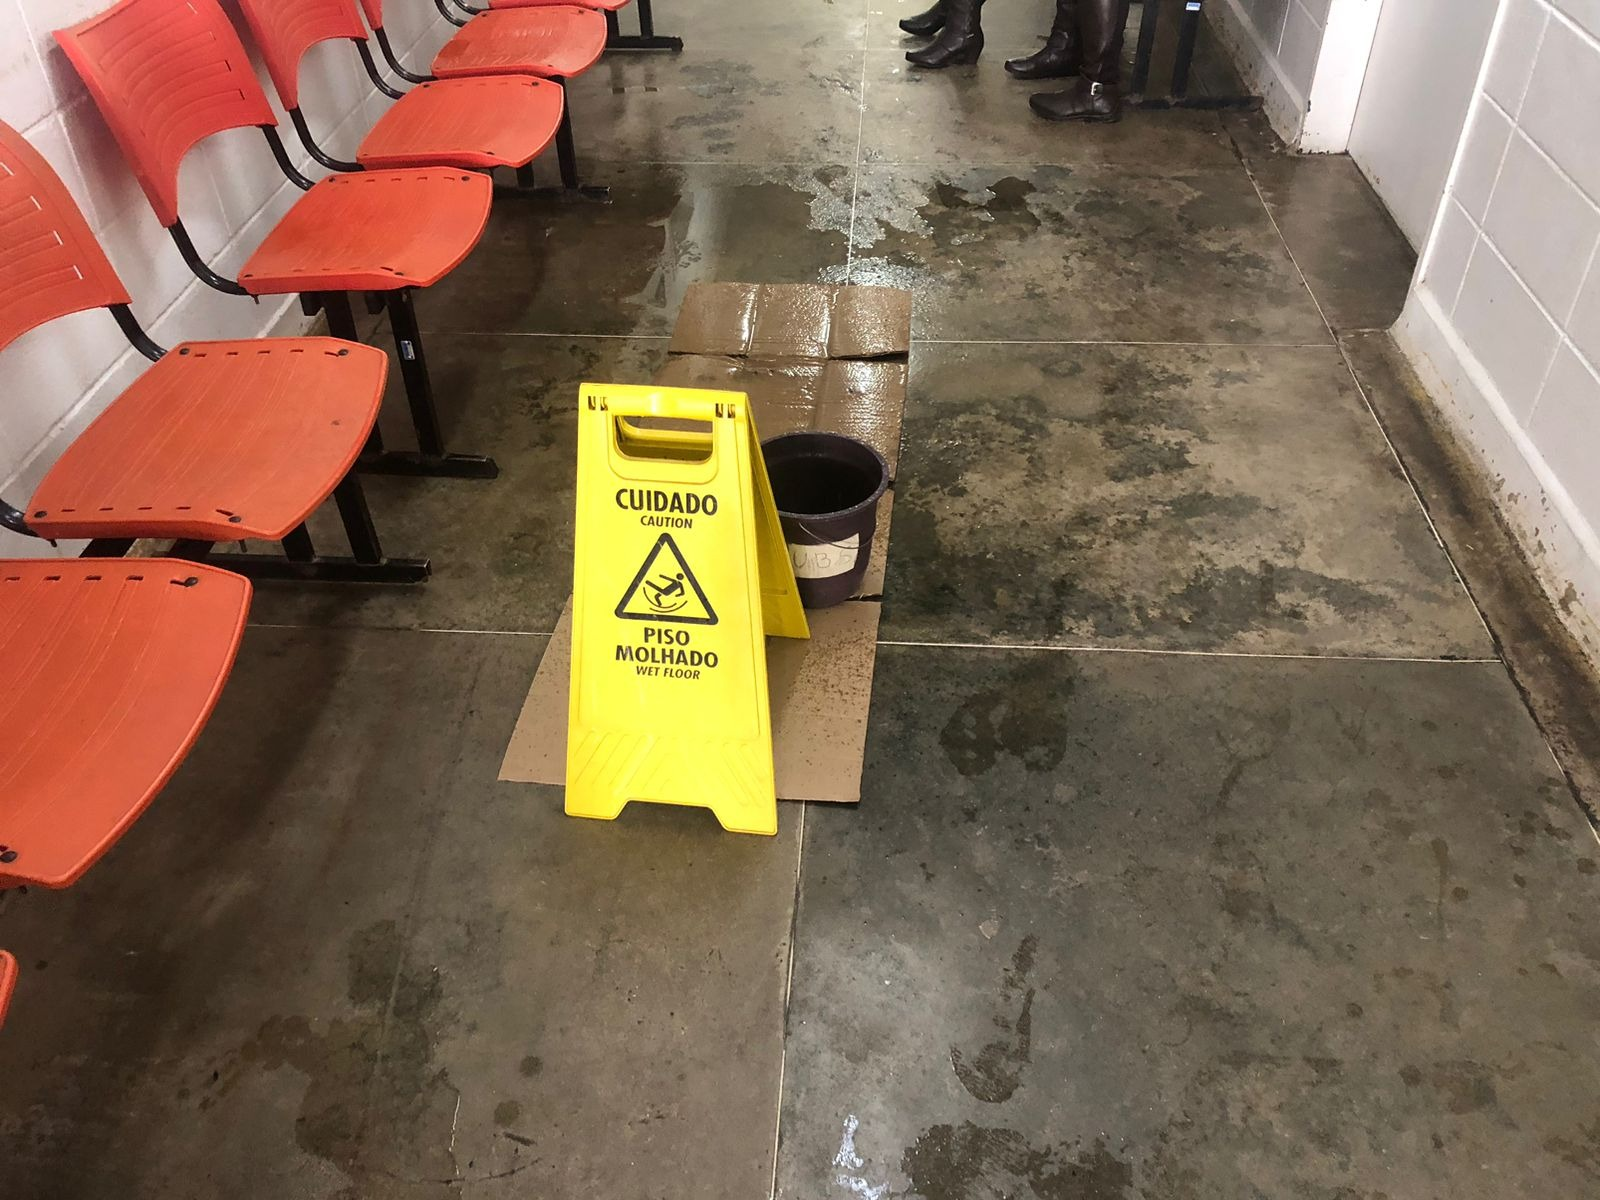 CUIDADO
CAUTION
PISO
MOLHADO
WET FLOOR